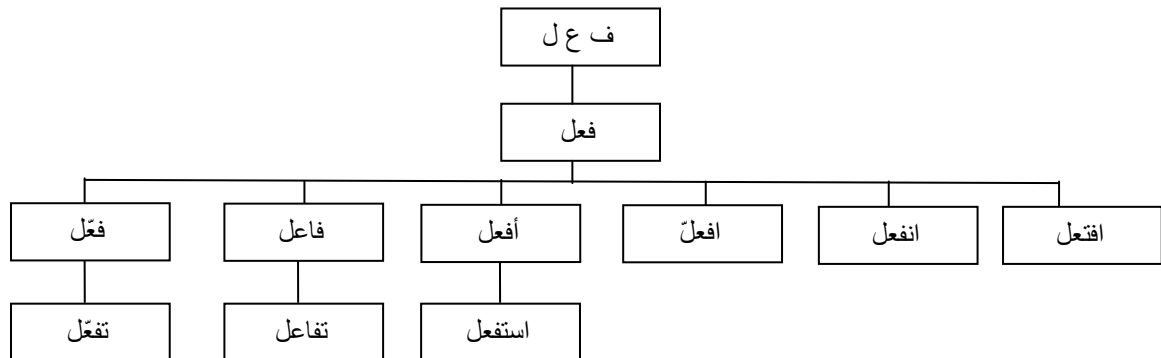 ف ع ل
فعل
افتعل
انفعل
افعلّ
أفعل
فاعل
فعّل
استفعل
تفاعل
تفعّل